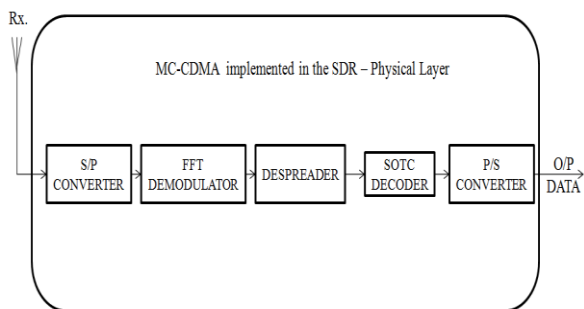 Rx.
MC-CDMA implemented in the SDR – Physical Layer
S/P
CONVERTER
FFT
DEMODULATOR
DESPREADER
SOTC
DECODER
P/S
CONVERTER
O/P
DATA